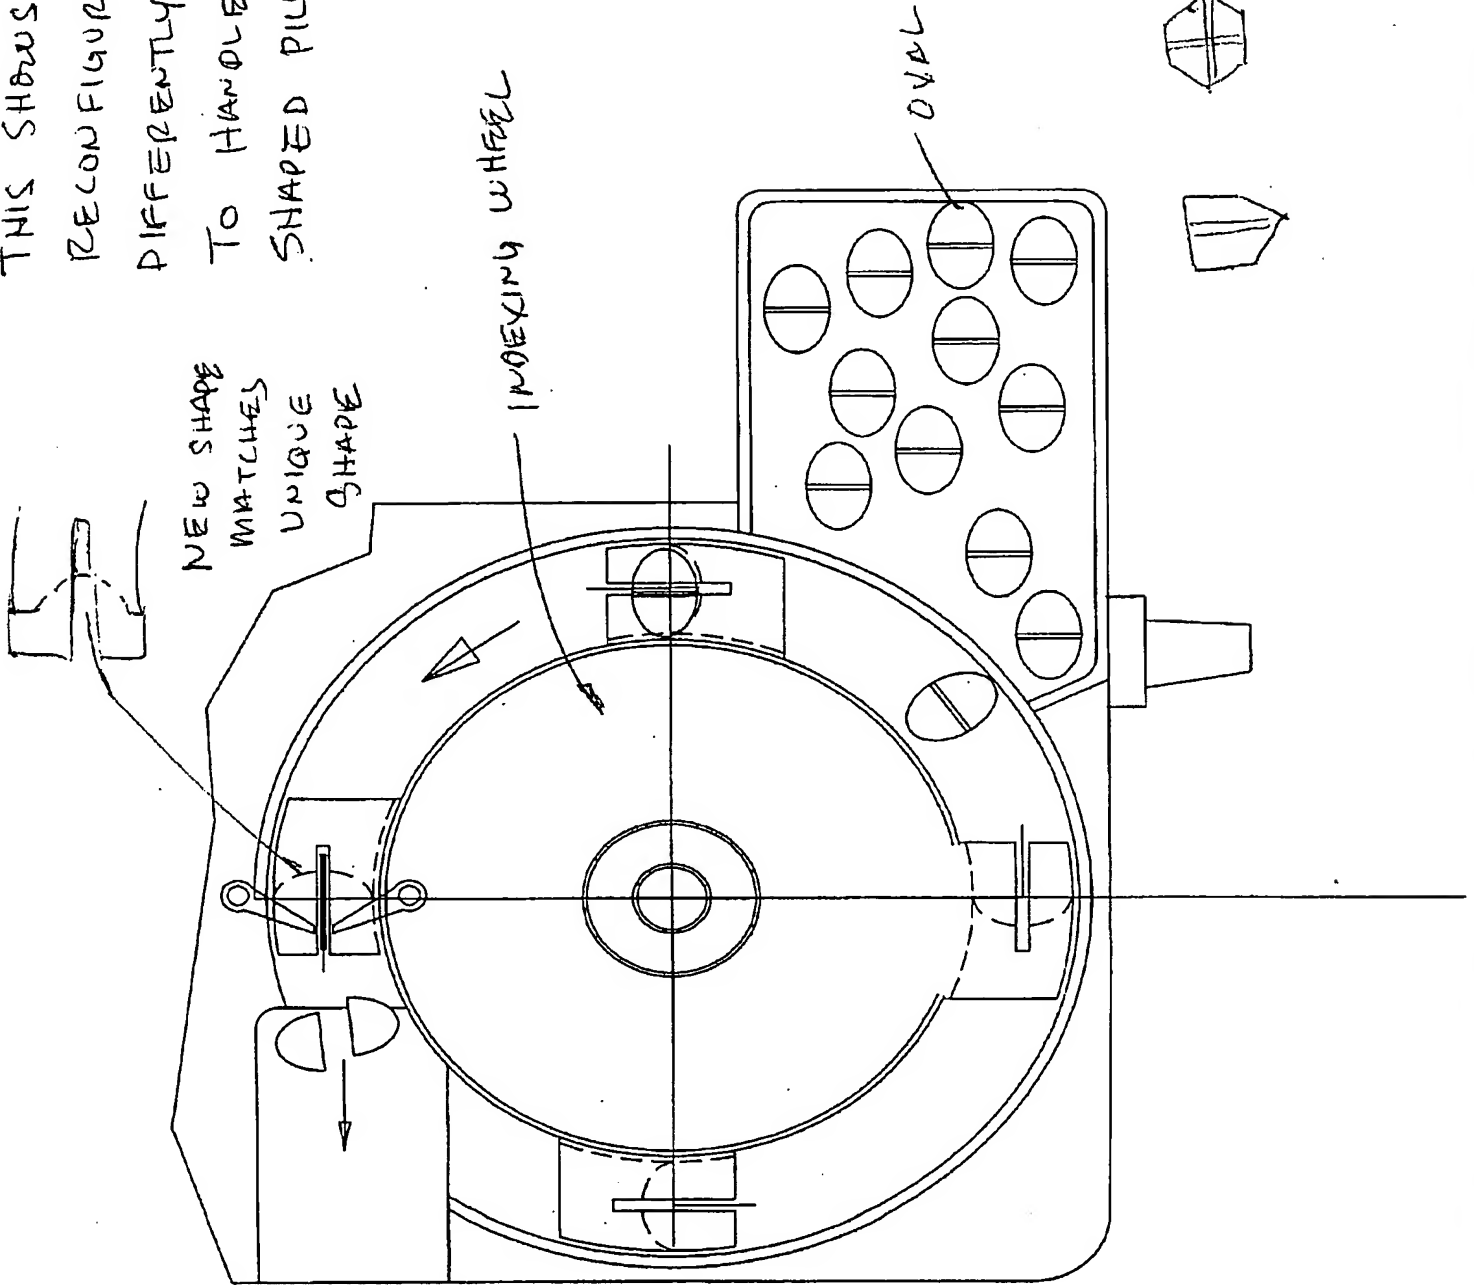 THIS SHOWS
RECONFIGUR
DIFFERENTLY
TO HANDLE
SHAPED PIL
NEW SHAPE
MATCHES
UNIQUE
SHAPE
INDEXING WHEEL
OVAL